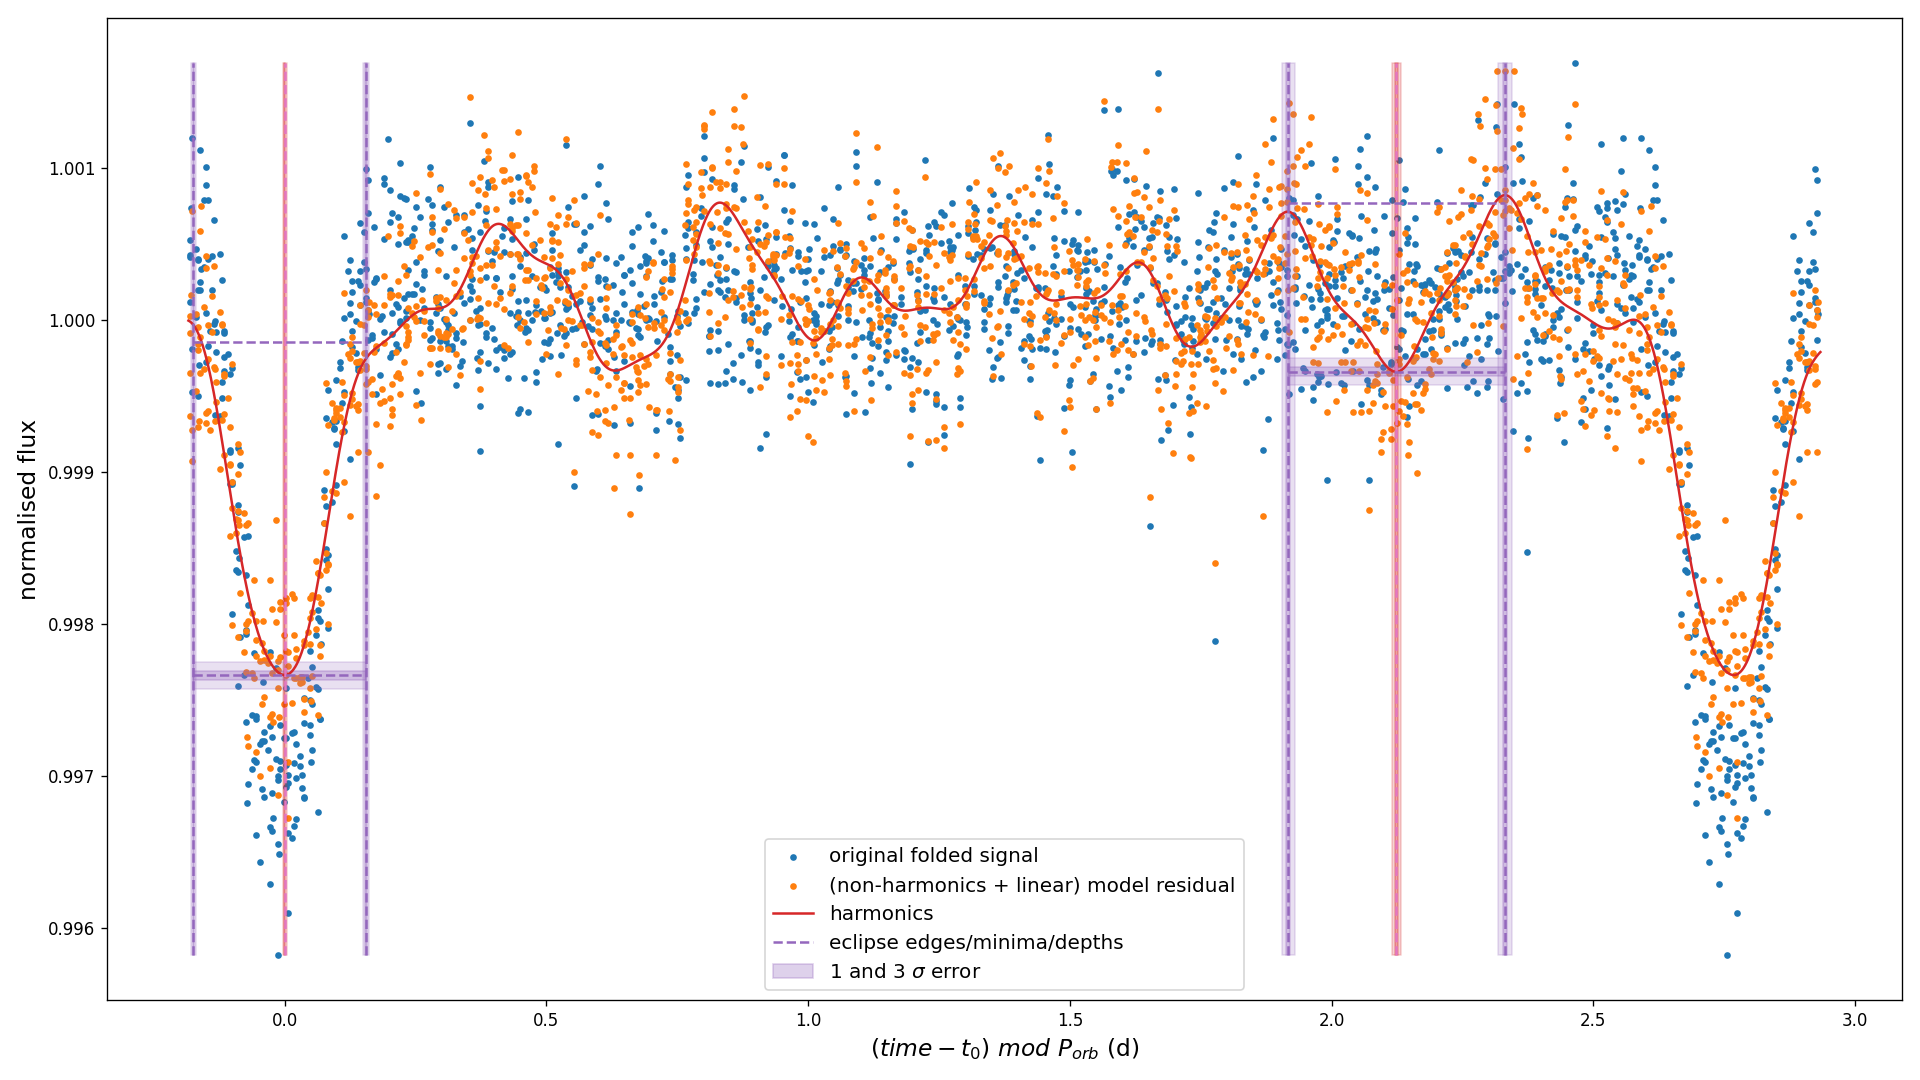 normalised flux
1.001
1.000
0.999
0.998
0.997
0.996
original folded signal
(non-harmonics + linear) model residual
harmonics
eclipse edges/minima/depths
1 and 3 σ error
0.0 0.5 1.0 1.5 2.0 2.5 3.0
(time − t₀) mod Pₒᵣb (d)